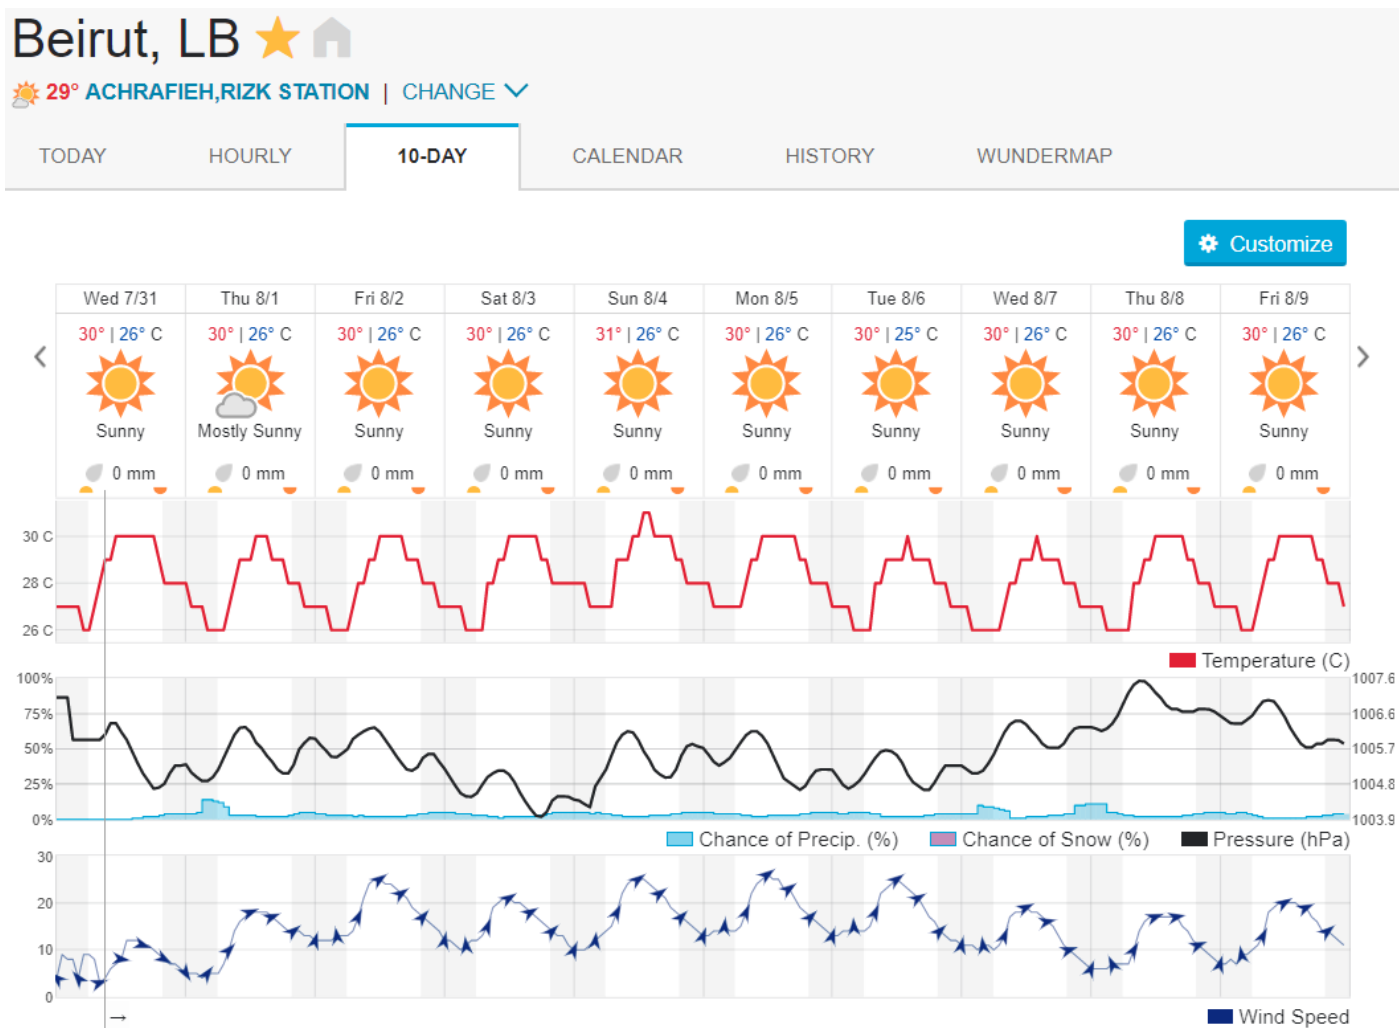 Beirut, LB
29° ACHRAFIEH,RIZK STATION | CHANGE
TODAY HOURLY 10-DAY CALENDAR HISTORY WUNDERMAP
Customize
Wed 7/31 Thu 8/1 Fri 8/2 Sat 8/3 Sun 8/4 Mon 8/5 Tue 8/6 Wed 8/7 Thu 8/8 Fri 8/9
30° | 26° C 30° | 26° C 30° | 26° C 30° | 26° C 31° | 26° C 30° | 26° C 30° | 25° C 30° | 26° C 30° | 26° C 30° | 26° C
Sunny Mostly Sunny Sunny Sunny Sunny Sunny Sunny Sunny Sunny Sunny
0 mm 0 mm 0 mm 0 mm 0 mm 0 mm 0 mm 0 mm 0 mm 0 mm
30 C
28 C
26 C
Temperature (C)
100% 1007.6
75% 1006.6
50% 1005.7
25% 1004.8
0% 1003.9
Chance of Precip. (%) Chance of Snow (%) Pressure (hPa)
30
20
10
0
→ Wind Speed